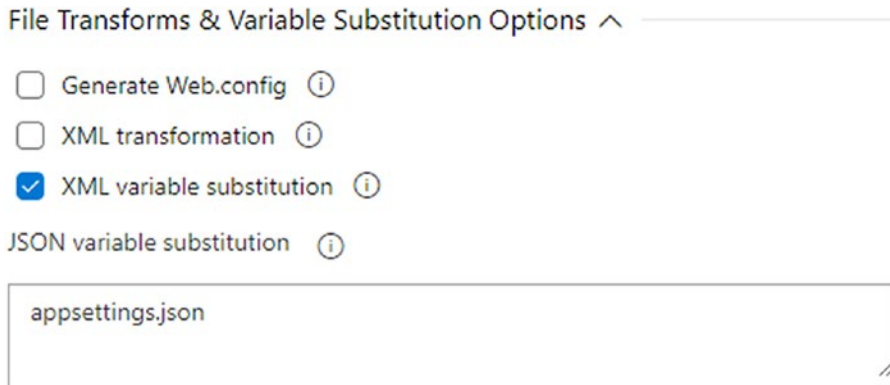 File Transforms & Variable Substitution Options
Generate Web.config
XML transformation
XML variable substitution
JSON variable substitution
appsettings.json